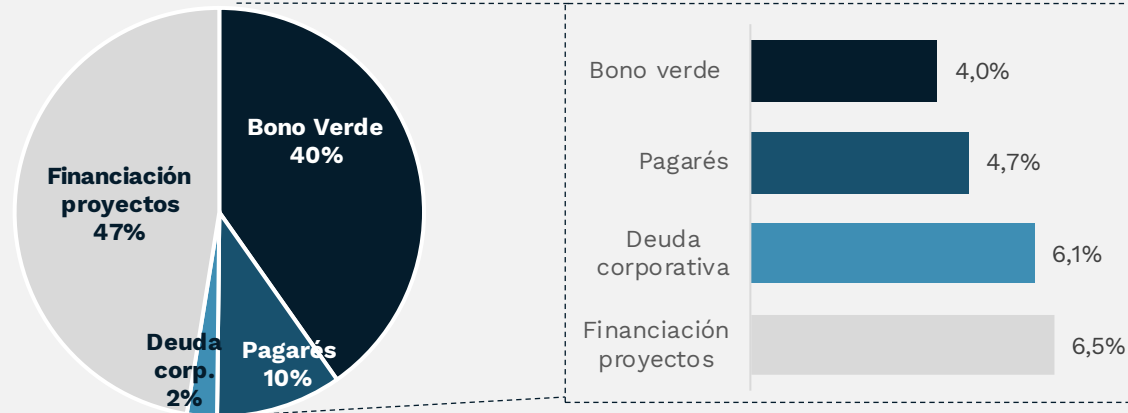 Bono Verde
40%
Financiación
proyectos
47%
Deuda
corp.
2%
Pagarés
10%
Bono verde
4,0%
Pagarés
4,7%
Deuda
corporativa
6,1%
Financiación
proyectos
6,5%